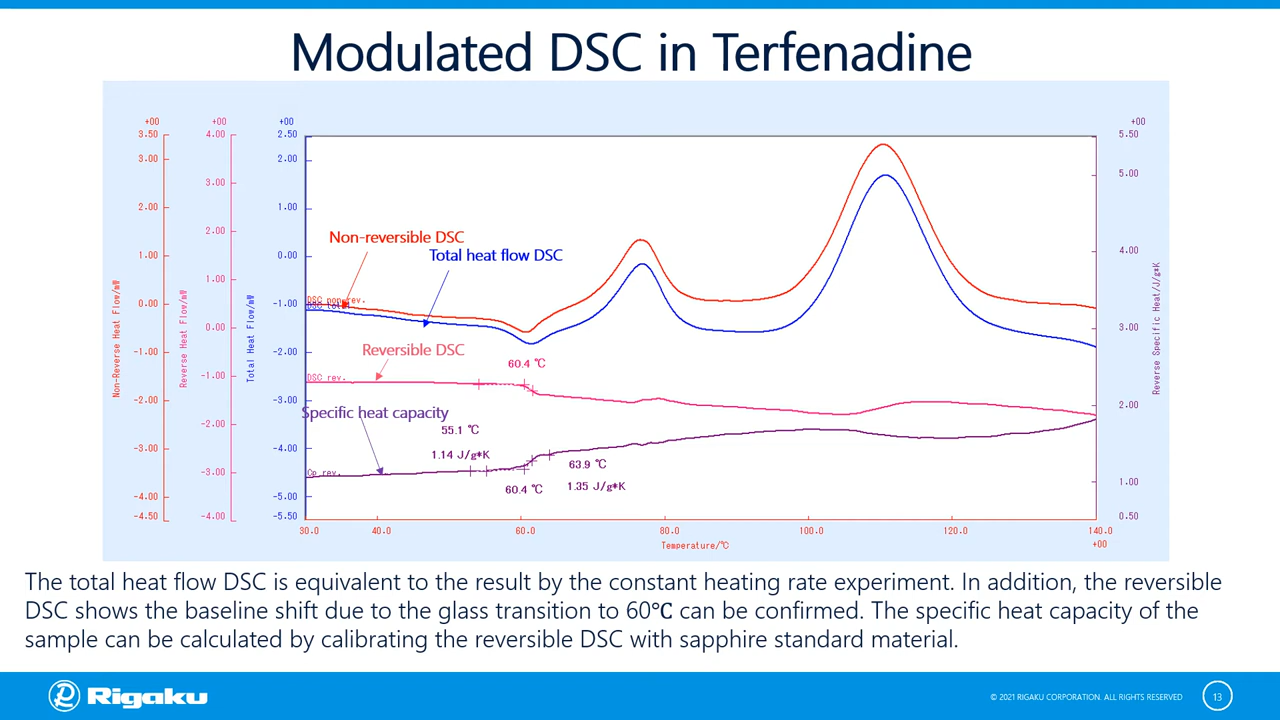 Modulated DSC in Terfenadine
+00 +00 +00 +00
3.50 4.00 2.50 5.50
3.00 2.00 5.00
3.00
2.00 2.00 1.00
1.00 0.00 4.00
1.00
0.00 -1.00 3.00
0.00
-1.00 -2.00
-1.00
-2.00 -3.00 2.00
-2.00
-3.00 -4.00
-3.00 1.00
-4.00 -5.00
-4.50 -4.00 -5.50 0.50
Non-Reverse Heat Flow/mW
Reverse Heat Flow/mW
Total Heat Flow/mW
Reverse Specific Heat/J/g*K
Non-reversible DSC
Total heat flow DSC
DSC non rev.
DSC total
Reversible DSC
60.4 ℃
DSC rev.
Specific heat capacity
55.1 ℃
1.14 J/g*K
63.9 ℃
Cp rev.
60.4 ℃
1.35 J/g*K
30.0 40.0 60.0 80.0 100.0 120.0 140.0
Temperature/℃ +00
The total heat flow DSC is equivalent to the result by the constant heating rate experiment. In addition, the reversible
DSC shows the baseline shift due to the glass transition to 60℃ can be confirmed. The specific heat capacity of the
sample can be calculated by calibrating the reversible DSC with sapphire standard material.
Rigaku
© 2021 RIGAKU CORPORATION. ALL RIGHTS RESERVED
13